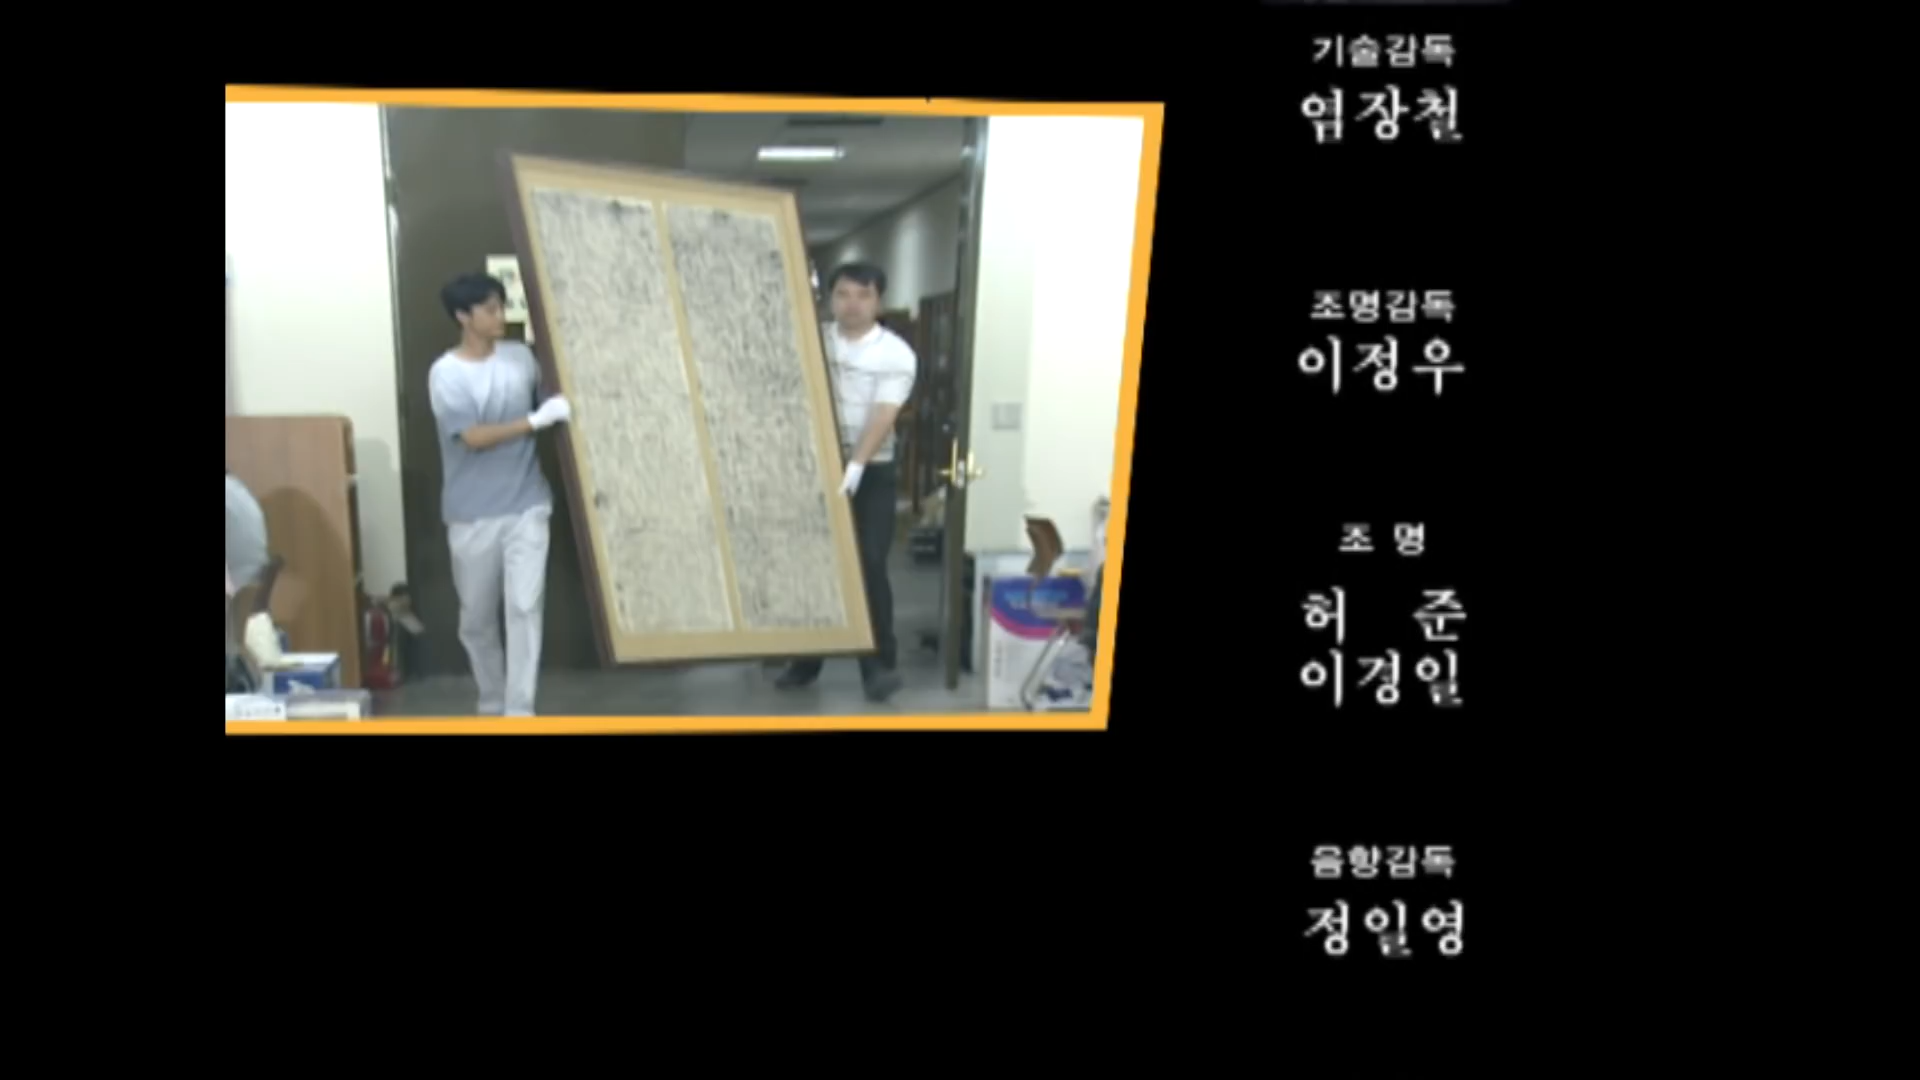 기술감독
염장철
조명감독
이정우
조 명
허 준
이경일
음향감독
정일영